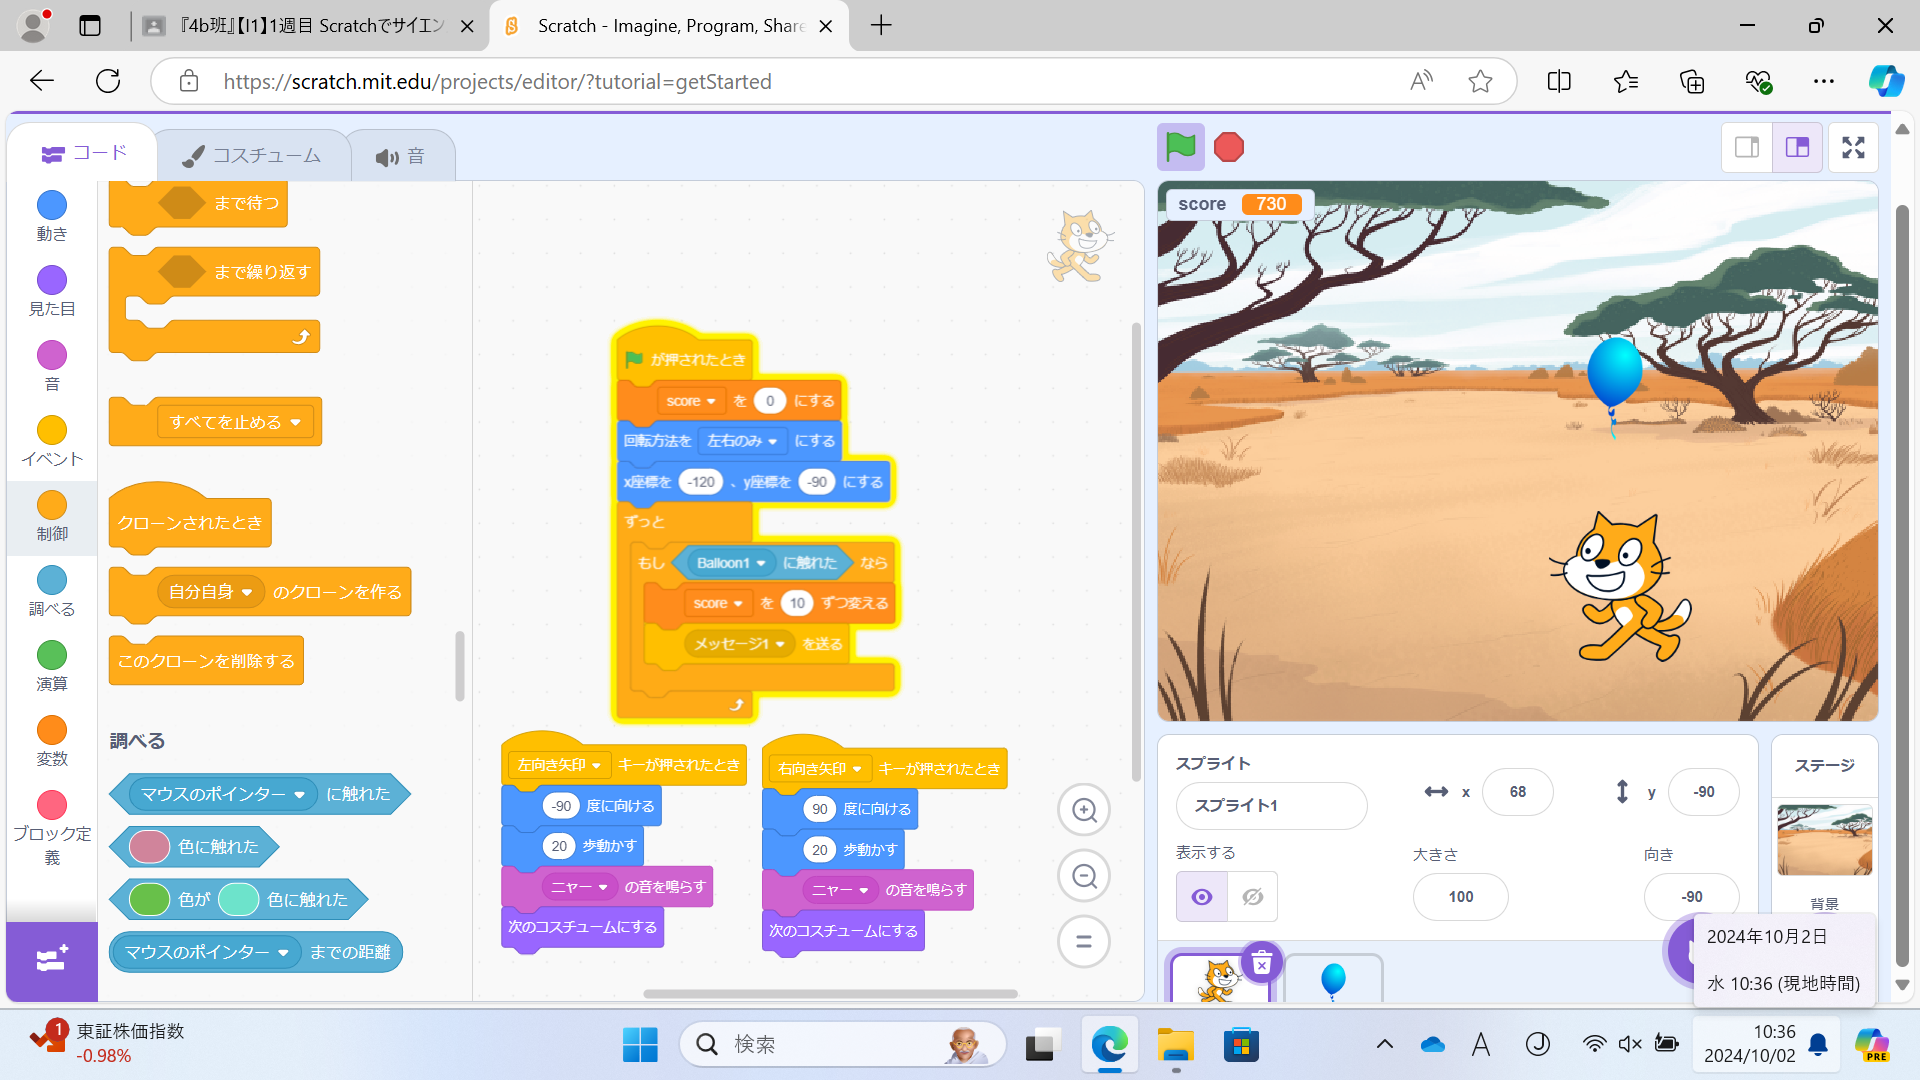 『4b班』【I1】1週目 Scratchでサイエン
Scratch - Imagine, Program, Share
https://scratch.mit.edu/projects/editor/?tutorial=getStarted
コード
コスチューム
音
動き
見た目
音
イベント
制御
調べる
演算
変数
ブロック定
義
まで待つ
まで繰り返す
すべてを止める
クローンされたとき
自分自身 のクローンを作る
このクローンを削除する
調べる
マウスのポインター に触れた
色に触れた
色が 色に触れた
マウスのポインター までの距離
が押されたとき
score を 0 にする
回転方法を 左右のみ にする
x座標を -120 、y座標を -90 にする
ずっと
もし Balloon1 に触れた なら
score を 10 ずつ変える
メッセージ1 を送る
左向き矢印 キーが押されたとき
-90 度に向ける
20 歩動かす
ニャー の音を鳴らす
次のコスチュームにする
右向き矢印 キーが押されたとき
90 度に向ける
20 歩動かす
ニャー の音を鳴らす
次のコスチュームにする
score 730
スプライト
スプライト1
x 68
y -90
表示する
大きさ
100
向き
-90
ステージ
背景
2024年10月2日
水 10:36 (現地時間)
1
東証株価指数
-0.98%
検索
A
J
10:36
2024/10/02
PRE